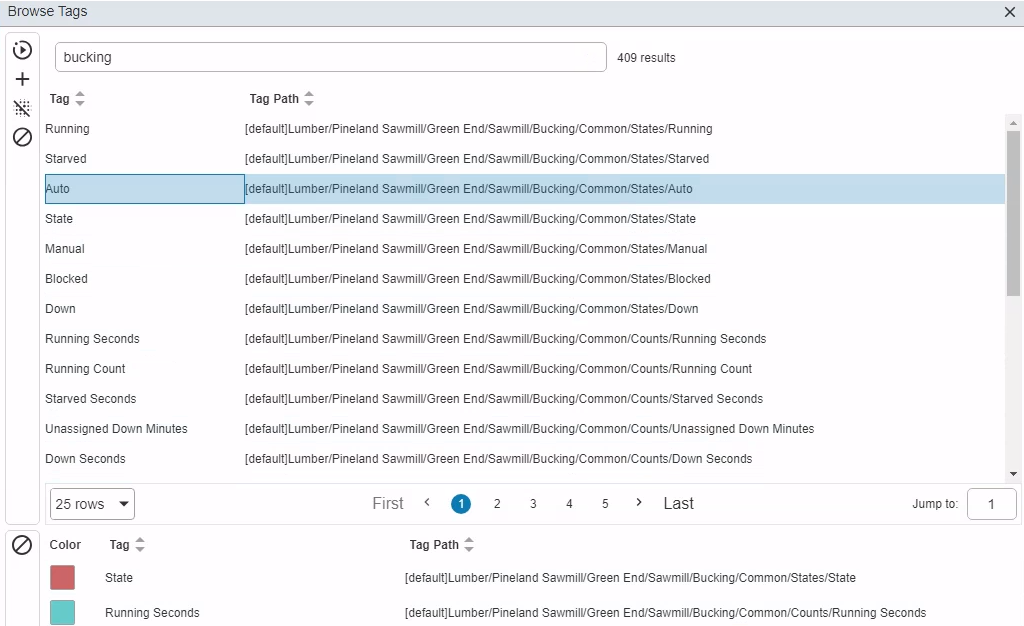 Browse Tags
bucking 409 results
Tag Tag Path
Running [default]Lumber/Pineland Sawmill/Green End/Sawmill/Bucking/Common/States/Running
Starved [default]Lumber/Pineland Sawmill/Green End/Sawmill/Bucking/Common/States/Starved
Auto [default]Lumber/Pineland Sawmill/Green End/Sawmill/Bucking/Common/States/Auto
State [default]Lumber/Pineland Sawmill/Green End/Sawmill/Bucking/Common/States/State
Manual [default]Lumber/Pineland Sawmill/Green End/Sawmill/Bucking/Common/States/Manual
Blocked [default]Lumber/Pineland Sawmill/Green End/Sawmill/Bucking/Common/States/Blocked
Down [default]Lumber/Pineland Sawmill/Green End/Sawmill/Bucking/Common/States/Down
Running Seconds [default]Lumber/Pineland Sawmill/Green End/Sawmill/Bucking/Common/Counts/Running Seconds
Running Count [default]Lumber/Pineland Sawmill/Green End/Sawmill/Bucking/Common/Counts/Running Count
Starved Seconds [default]Lumber/Pineland Sawmill/Green End/Sawmill/Bucking/Common/Counts/Starved Seconds
Unassigned Down Minutes [default]Lumber/Pineland Sawmill/Green End/Sawmill/Bucking/Common/Counts/Unassigned Down Minutes
Down Seconds [default]Lumber/Pineland Sawmill/Green End/Sawmill/Bucking/Common/Counts/Down Seconds
25 rows First 1 2 3 4 5 Last Jump to: 1
Color Tag Tag Path
State [default]Lumber/Pineland Sawmill/Green End/Sawmill/Bucking/Common/States/State
Running Seconds [default]Lumber/Pineland Sawmill/Green End/Sawmill/Bucking/Common/Counts/Running Seconds